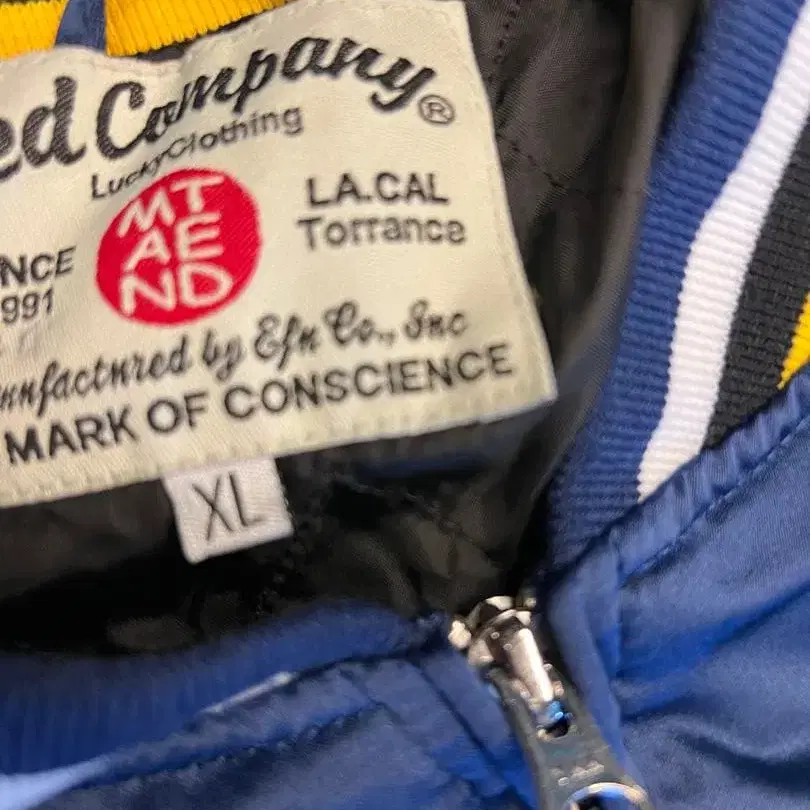 ed Company®
LuckyClothing
MT
AE
ND
LA.CAL
Torrance
NCE
991
unfactnred by Efn Co., Inc
MARK OF CONSCIENCE
XL